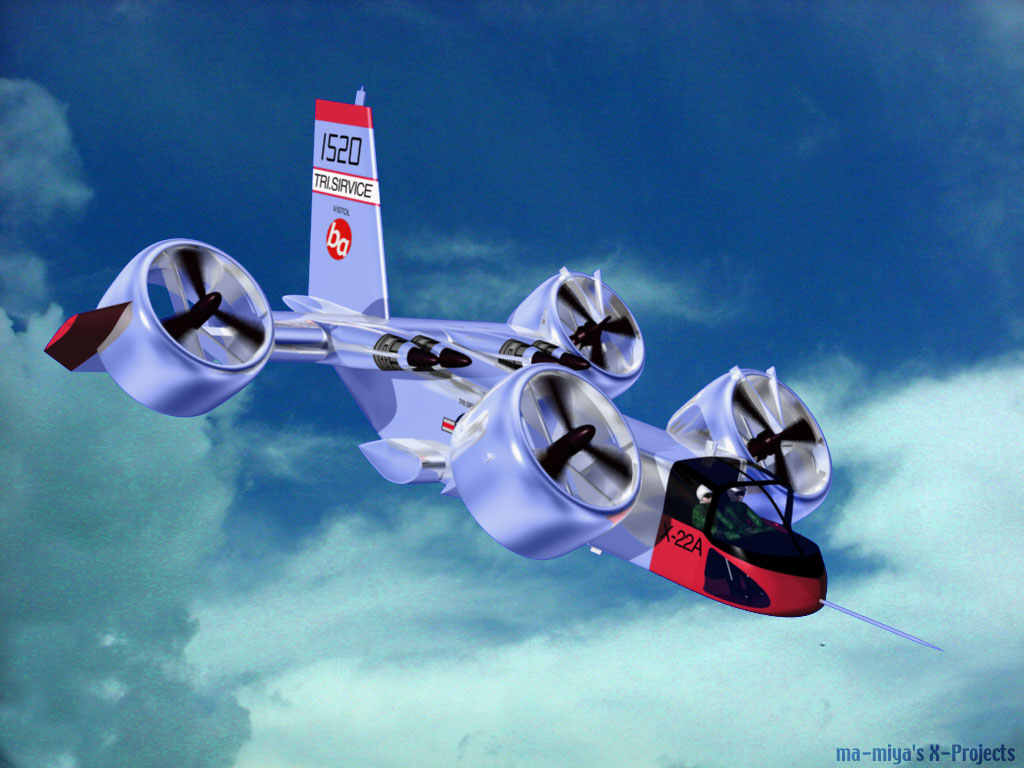 1520
TRI.SIRVICE
V/STOL
ba
X-22A
ma-miya's X-Projects